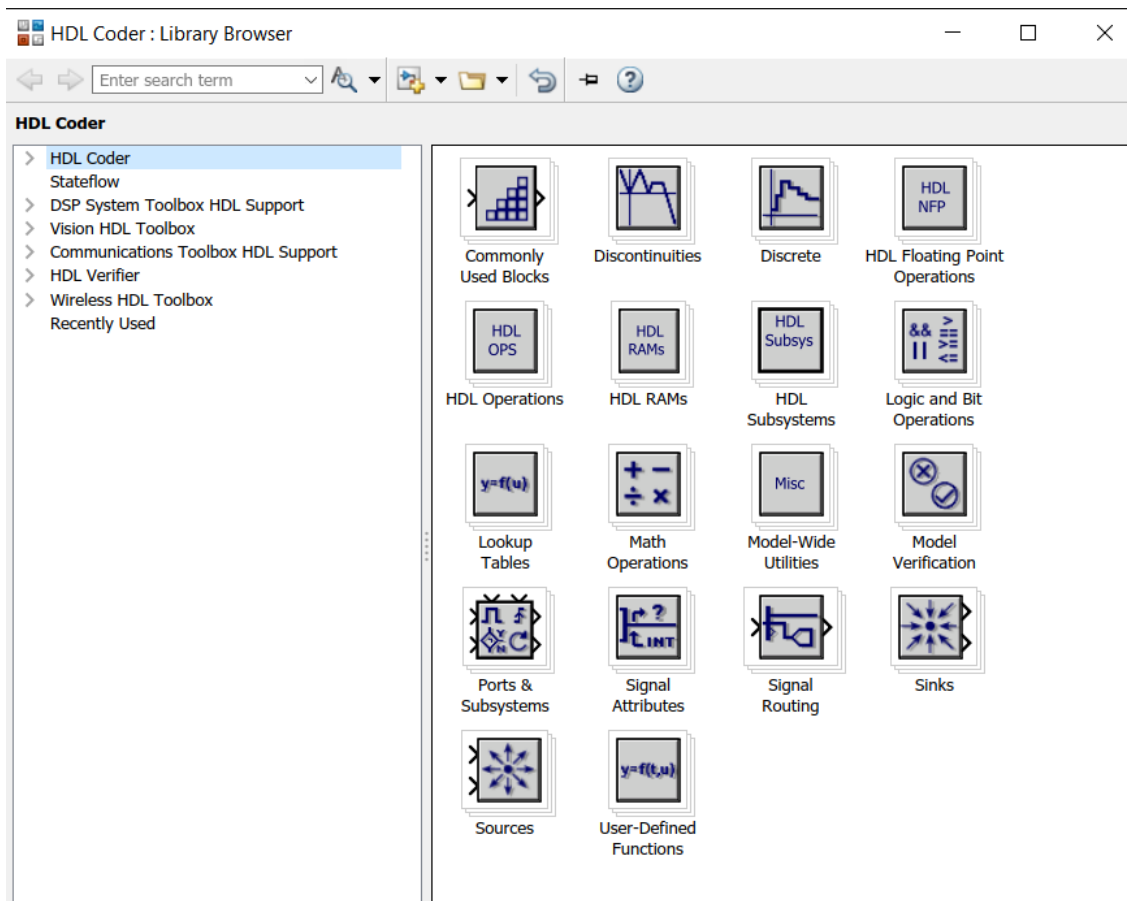 HDL Coder : Library Browser
Enter search term
HDL Coder
HDL Coder
Stateflow
DSP System Toolbox HDL Support
Vision HDL Toolbox
Communications Toolbox HDL Support
HDL Verifier
Wireless HDL Toolbox
Recently Used
Commonly
Used Blocks
Discontinuities
Discrete
HDL
NFP
HDL Floating Point
Operations
HDL
OPS
HDL Operations
HDL
RAMs
HDL RAMs
HDL
Subsys
HDL
Subsystems
&& > ==
|| >= <=
Logic and Bit
Operations
y=f(u)
Lookup
Tables
+ −
÷ ×
Math
Operations
Misc
Model-Wide
Utilities
Model
Verification
Y
N
Ports &
Subsystems
?
INT
Signal
Attributes
Signal
Routing
Sinks
Sources
y=f(t,u)
User-Defined
Functions